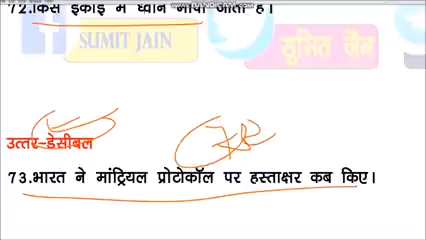 72.किस इकाई में ध्वनि मापी जाती है।
SUMIT JAIN
सुमित जैन
उत्तर-डेसीबल
73.भारत ने मांट्रियल प्रोटोकॉल पर हस्ताक्षर कब किए।